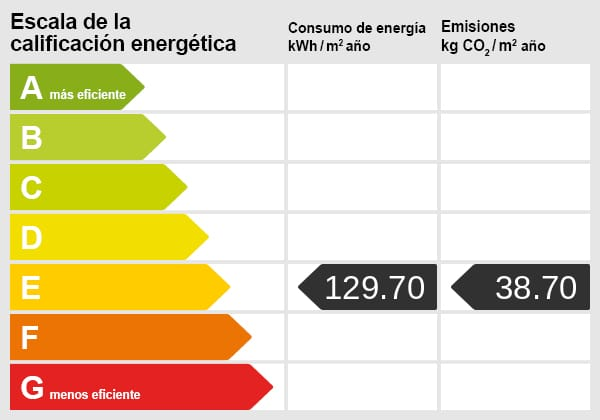 Escala de la
calificación energética
Consumo de energía
kWh / m² año
Emisiones
kg CO₂ / m² año
A más eficiente
B
C
D
E 129.70 38.70
F
G menos eficiente